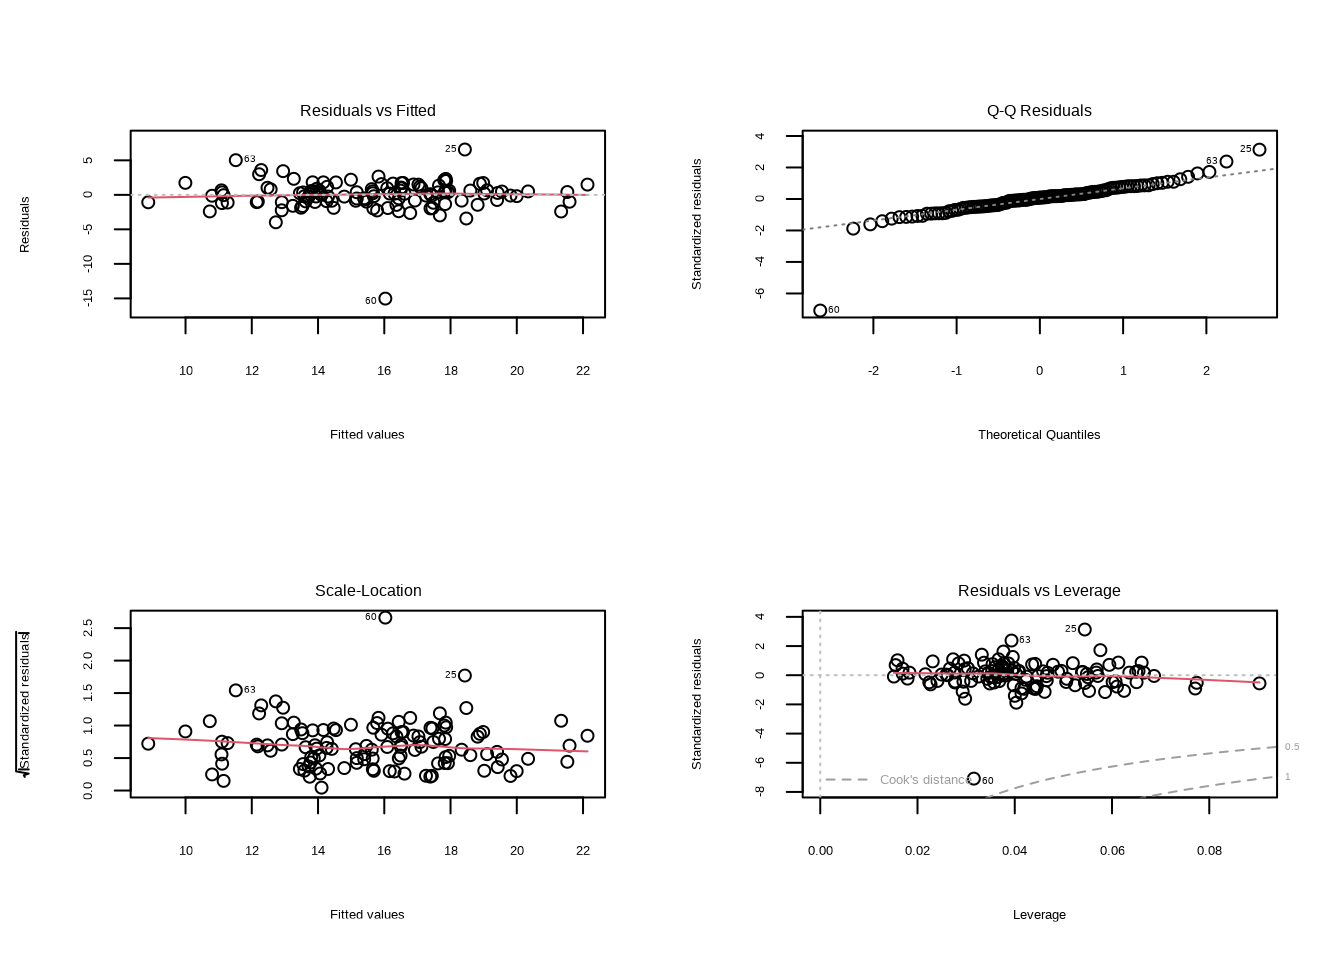 Residuals vs Fitted
Residuals
5
0
-5
-10
-15
63
25
60
10 12 14 16 18 20 22
Fitted values
Q-Q Residuals
Standardized residuals
4
2
0
-2
-4
-6
25
63
60
-2 -1 0 1 2
Theoretical Quantiles
Scale-Location
√|Standardized residuals|
2.5
2.0
1.5
1.0
0.5
0.0
60
25
63
10 12 14 16 18 20 22
Fitted values
Residuals vs Leverage
Standardized residuals
4
2
0
-2
-4
-6
-8
25
63
0.5
1
Cook's distance
60
0.00 0.02 0.04 0.06 0.08
Leverage